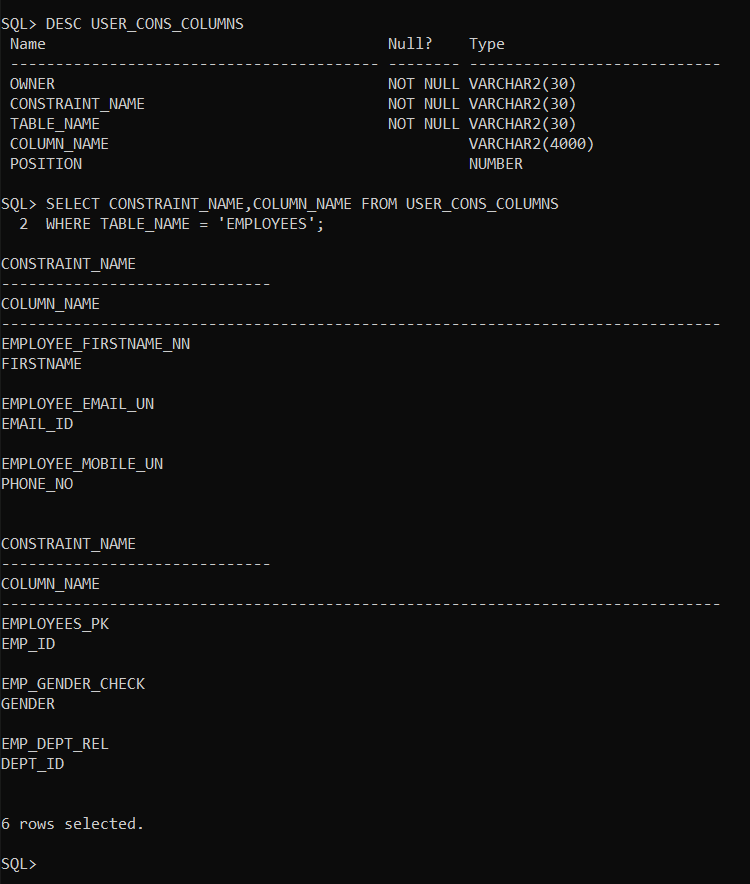 SQL> DESC USER_CONS_COLUMNS
 Name                                      Null?    Type
 ----------------------------------------- -------- ----------------------------
 OWNER                                     NOT NULL VARCHAR2(30)
 CONSTRAINT_NAME                           NOT NULL VARCHAR2(30)
 TABLE_NAME                                NOT NULL VARCHAR2(30)
 COLUMN_NAME                                        VARCHAR2(4000)
 POSITION                                           NUMBER

SQL> SELECT CONSTRAINT_NAME,COLUMN_NAME FROM USER_CONS_COLUMNS
  2  WHERE TABLE_NAME = 'EMPLOYEES';

CONSTRAINT_NAME
------------------------------
COLUMN_NAME
--------------------------------------------------------------------------------
EMPLOYEE_FIRSTNAME_NN
FIRSTNAME

EMPLOYEE_EMAIL_UN
EMAIL_ID

EMPLOYEE_MOBILE_UN
PHONE_NO


CONSTRAINT_NAME
------------------------------
COLUMN_NAME
--------------------------------------------------------------------------------
EMPLOYEES_PK
EMP_ID

EMP_GENDER_CHECK
GENDER

EMP_DEPT_REL
DEPT_ID


6 rows selected.

SQL>